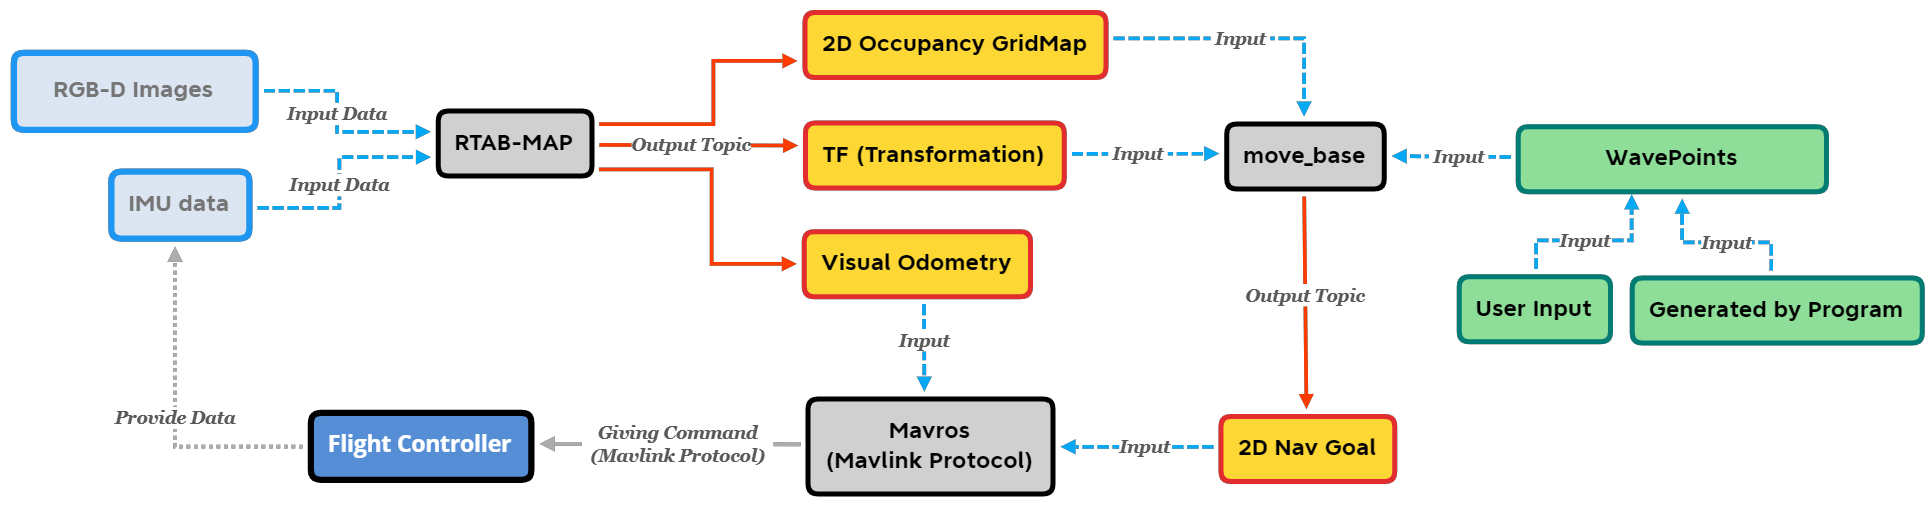 RGB-D Images
Input Data
IMU data
Input Data
RTAB-MAP
Output Topic
2D Occupancy GridMap
Input
TF (Transformation)
Input
Visual Odometry
Input
move_base
Input
WavePoints
Input
Input
User Input
Generated by Program
Output Topic
2D Nav Goal
Input
Mavros
(Mavlink Protocol)
Giving Command
(Mavlink Protocol)
Flight Controller
Provide Data